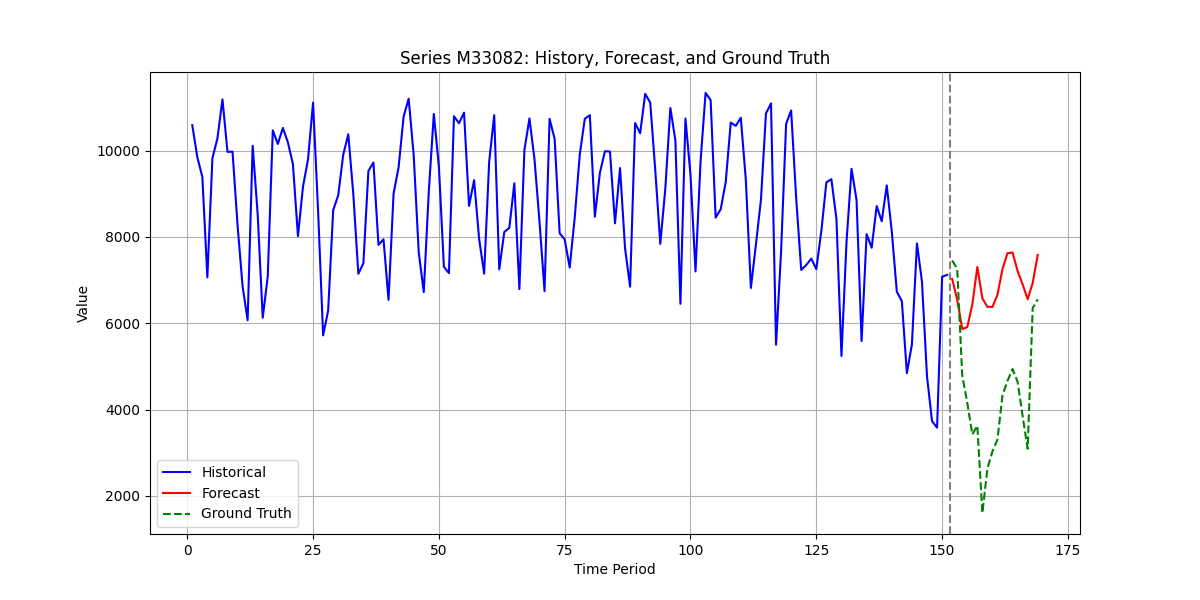 Series M33082: History, Forecast, and Ground Truth
Value
10000
8000
6000
4000
2000
Historical
Forecast
Ground Truth
0
25
50
75
100
125
150
175
Time Period